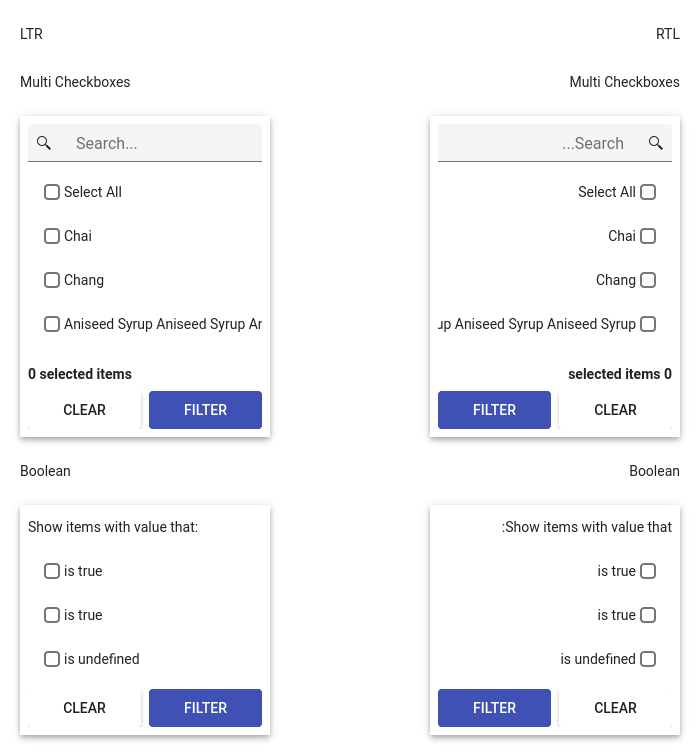 LTR
Multi Checkboxes
Search...
Select All
Chai
Chang
Aniseed Syrup Aniseed Syrup Ar
0 selected items
CLEAR FILTER
Boolean
Show items with value that:
is true
is true
is undefined
CLEAR FILTER
RTL
Multi Checkboxes
...Search
Select All
Chai
Chang
up Aniseed Syrup Aniseed Syrup
selected items 0
FILTER CLEAR
Boolean
:Show items with value that
is true
is true
is undefined
FILTER CLEAR